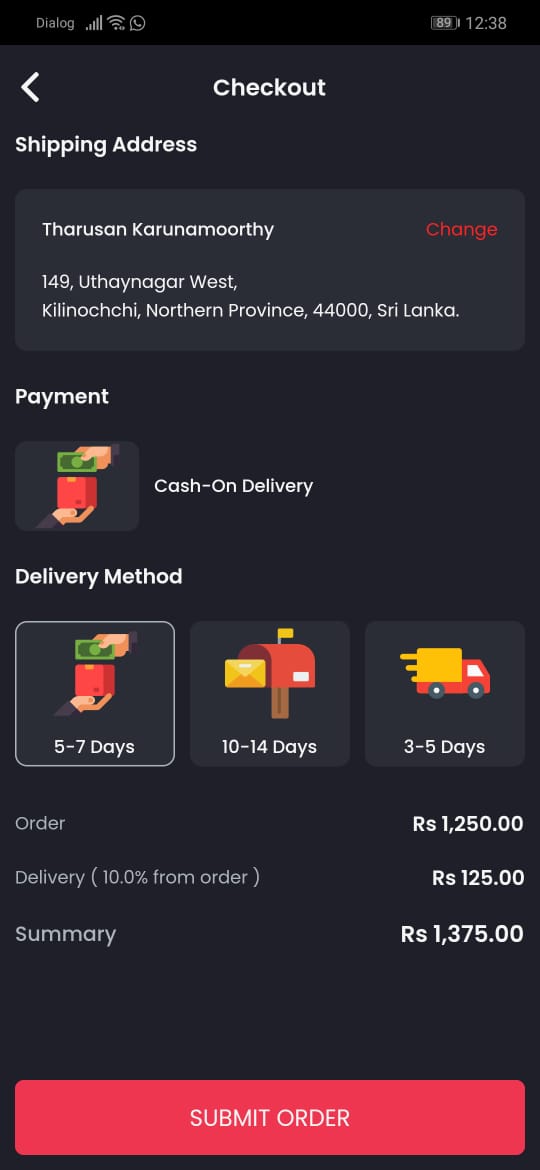 Dialog 89 12:38
Checkout
Shipping Address
Tharusan Karunamoorthy Change
149, Uthaynagar West,
Kilinochchi, Northern Province, 44000, Sri Lanka.
Payment
Cash-On Delivery
Delivery Method
5-7 Days 10-14 Days 3-5 Days
Order Rs 1,250.00
Delivery ( 10.0% from order ) Rs 125.00
Summary Rs 1,375.00
SUBMIT ORDER